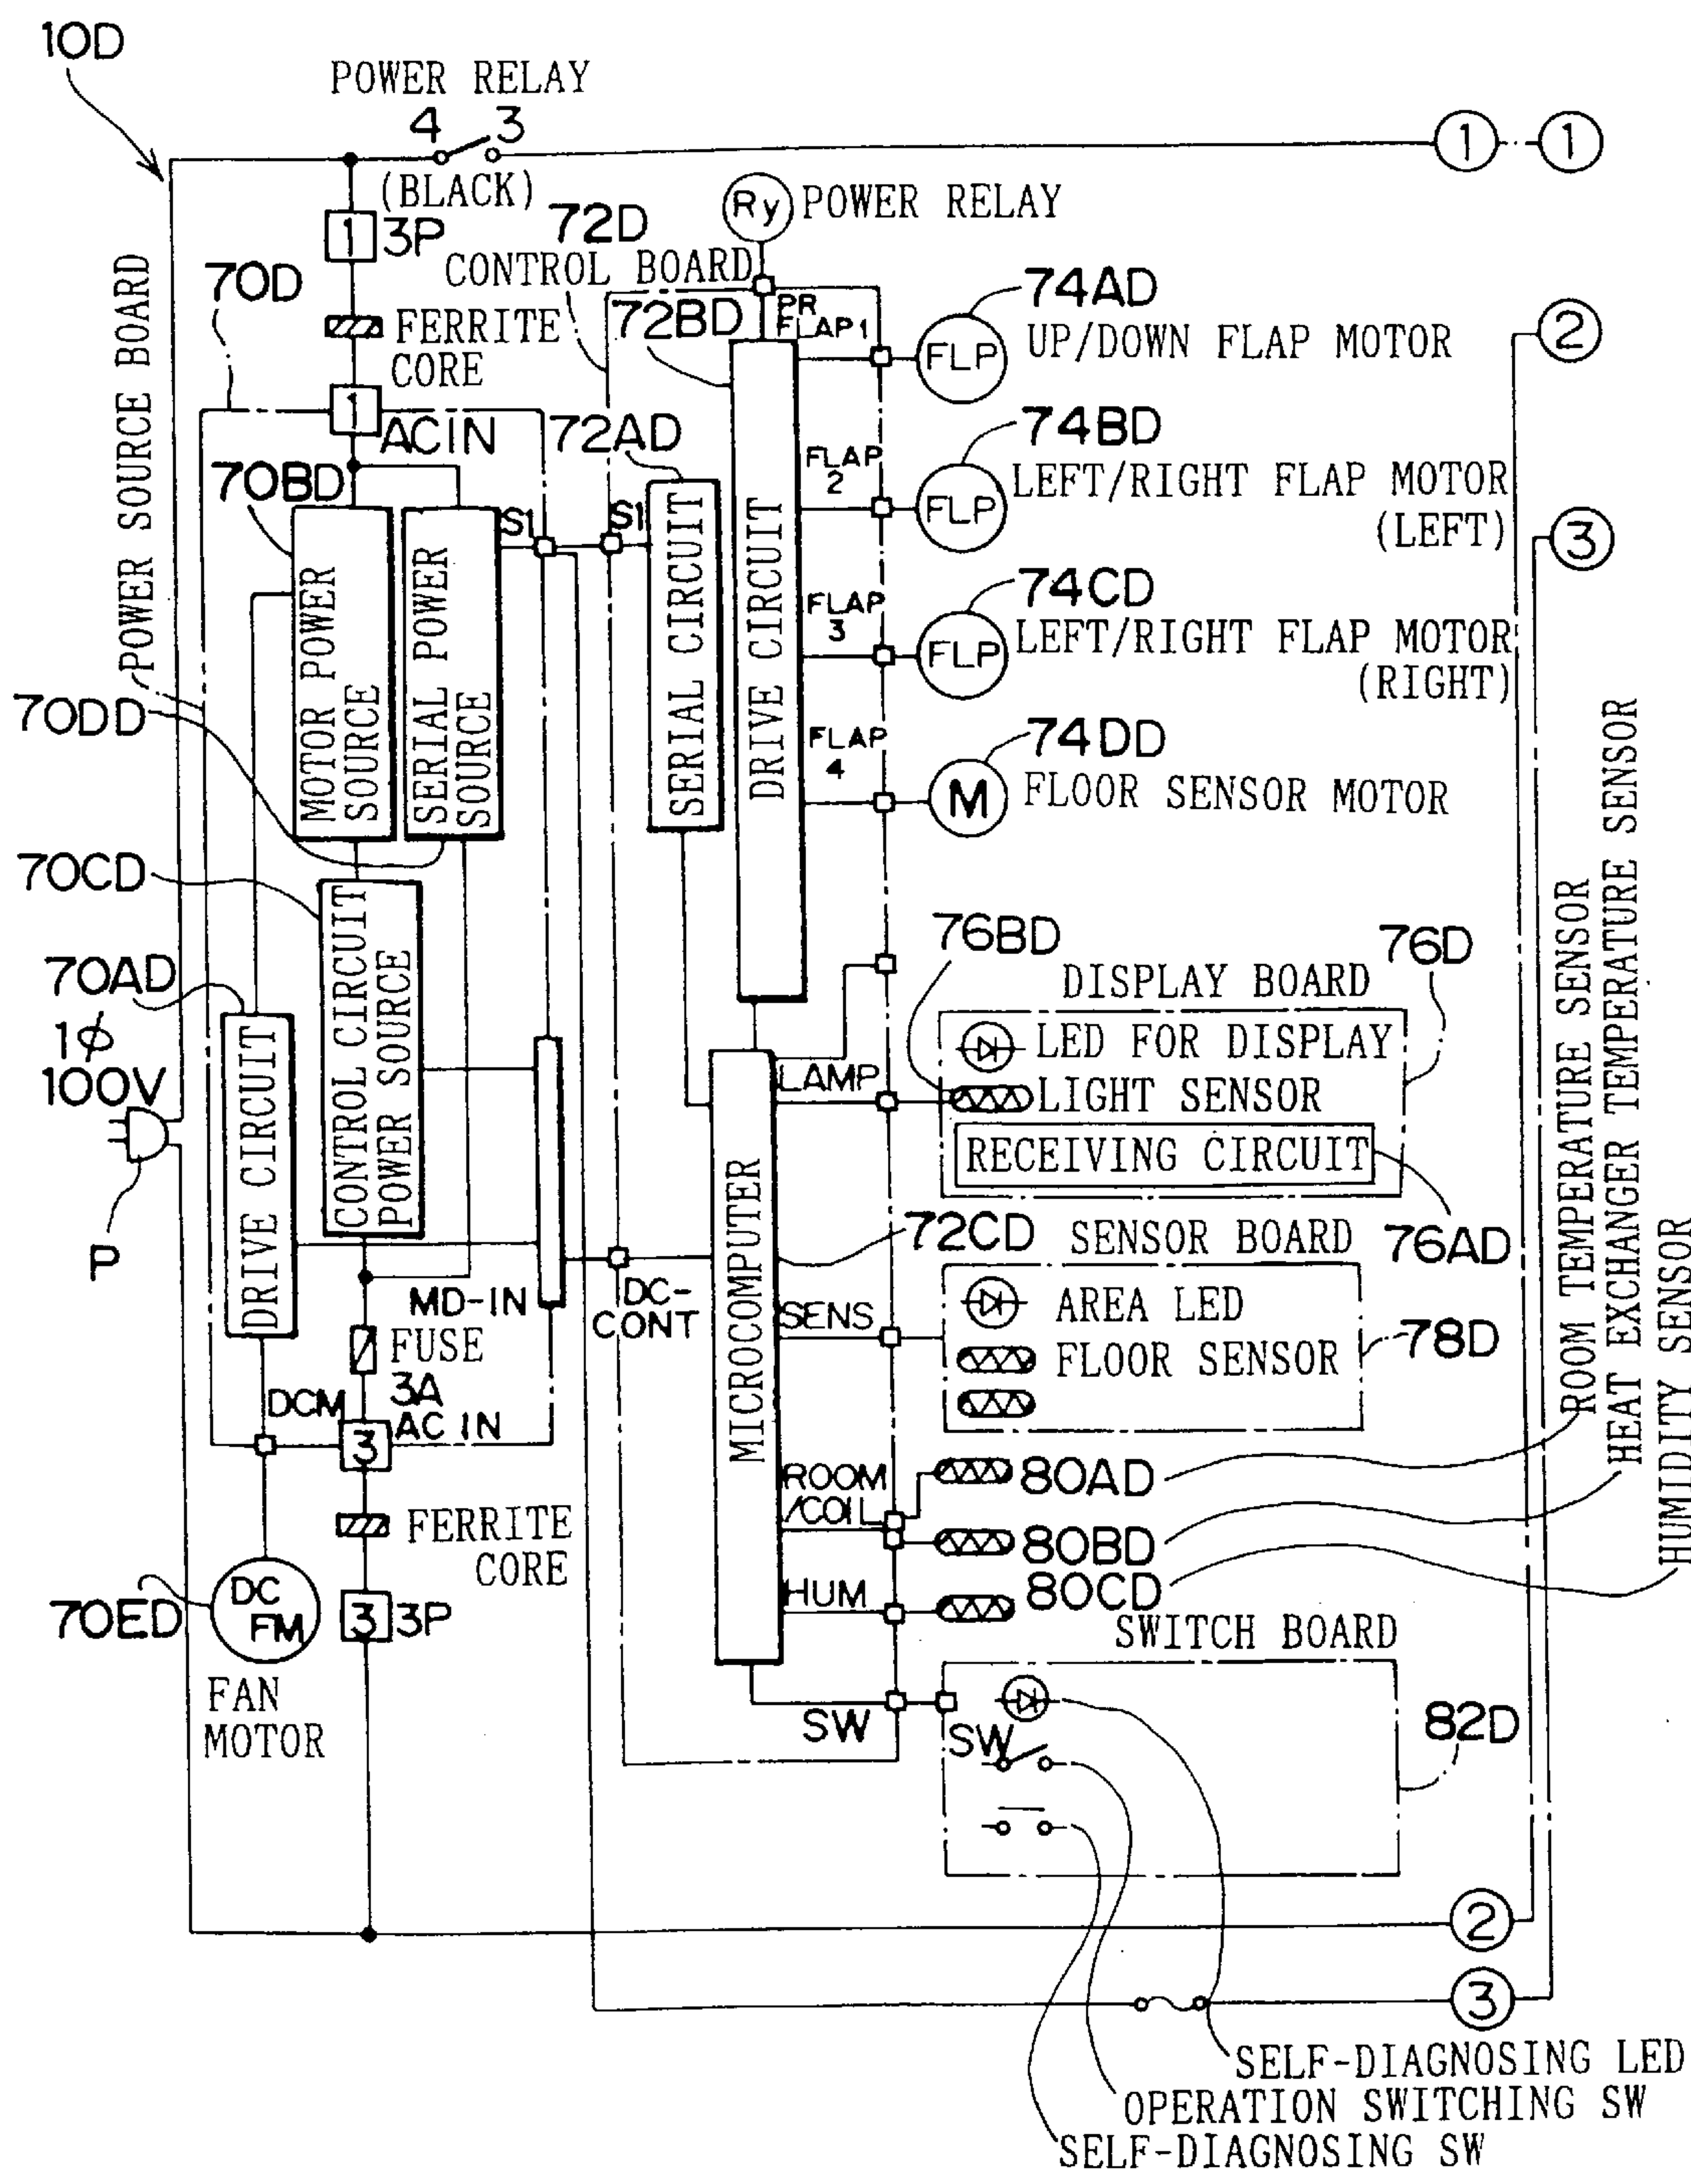 10D
POWER RELAY
4 3
(BLACK)
1 1
1 3P
72D
CONTROL BOARD
Ry POWER RELAY
70D
FERRITE
CORE
1
ACIN
POWER SOURCE BOARD
72BD
PR
FLAP1
FLP
74AD
UP/DOWN FLAP MOTOR
2
72AD
70BD
S1
S1
MOTOR POWER
SOURCE
SERIAL POWER
SOURCE
SERIAL CIRCUIT
DRIVE CIRCUIT
FLAP
2
FLP
74BD
LEFT/RIGHT FLAP MOTOR
(LEFT)
3
FLAP
3
FLP
74CD
LEFT/RIGHT FLAP MOTOR
(RIGHT)
70DD
FLAP
4
M
74DD
FLOOR SENSOR MOTOR
70CD
CONTROL CIRCUIT
POWER SOURCE
70AD
DRIVE CIRCUIT
1φ
100V
P
76BD
DISPLAY BOARD
76D
LED FOR DISPLAY
LAMP
LIGHT SENSOR
RECEIVING CIRCUIT
76AD
MICROCOMPUTER
72CD
SENSOR BOARD
MD-IN
DC-
CONT
SENS
AREA LED
FLOOR SENSOR
78D
FUSE
3A
DCM
3
AC IN
ROOM
/COIL
80AD
80BD
HUM
80CD
ROOM TEMPERATURE SENSOR
HEAT EXCHANGER TEMPERATURE SENSOR
HUMIDITY SENSOR
FERRITE
CORE
70ED
DC
FM
3 3P
FAN
MOTOR
SWITCH BOARD
SW
SW
82D
2
3
SELF-DIAGNOSING LED
OPERATION SWITCHING SW
SELF-DIAGNOSING SW